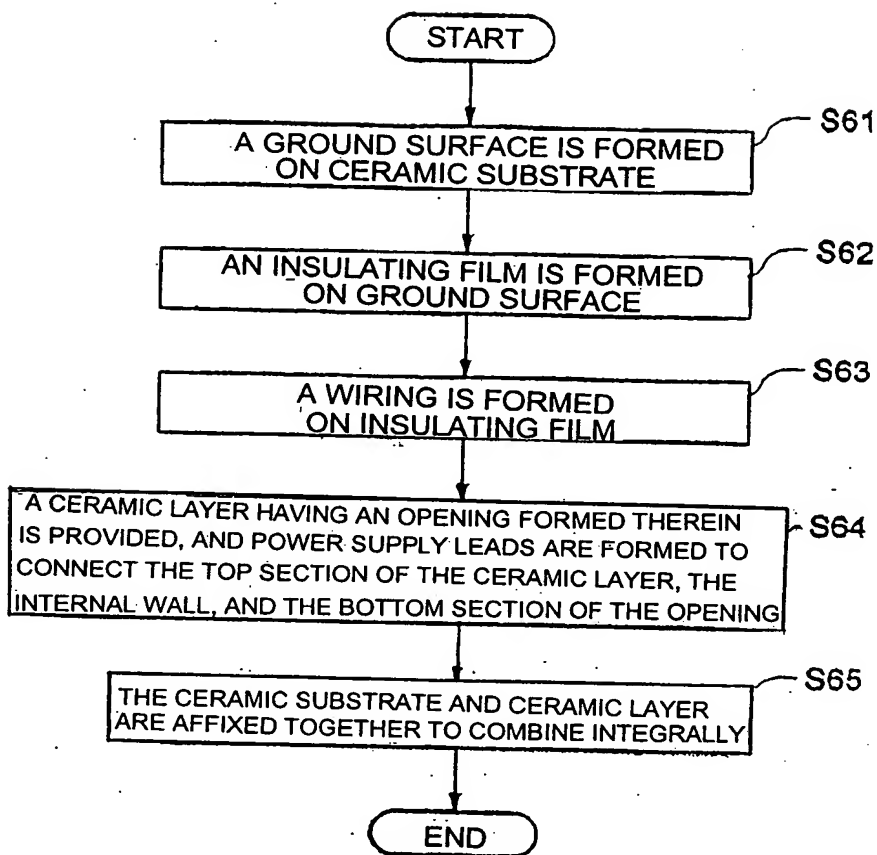 START
S61
A GROUND SURFACE IS FORMED
ON CERAMIC SUBSTRATE
S62
AN INSULATING FILM IS FORMED
ON GROUND SURFACE
S63
A WIRING IS FORMED
ON INSULATING FILM
S64
A CERAMIC LAYER HAVING AN OPENING FORMED THEREIN
IS PROVIDED, AND POWER SUPPLY LEADS ARE FORMED TO
CONNECT THE TOP SECTION OF THE CERAMIC LAYER, THE
INTERNAL WALL, AND THE BOTTOM SECTION OF THE OPENING
S65
THE CERAMIC SUBSTRATE AND CERAMIC LAYER
ARE AFFIXED TOGETHER TO COMBINE INTEGRALLY
END